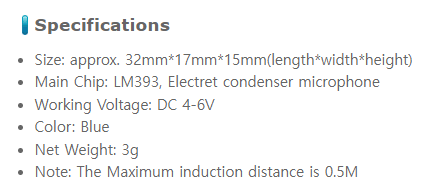 Specifications
Size: approx. 32mm*17mm*15mm(length*width*height)
Main Chip: LM393, Electret condenser microphone
Working Voltage: DC 4-6V
Color: Blue
Net Weight: 3g
Note: The Maximum induction distance is 0.5M